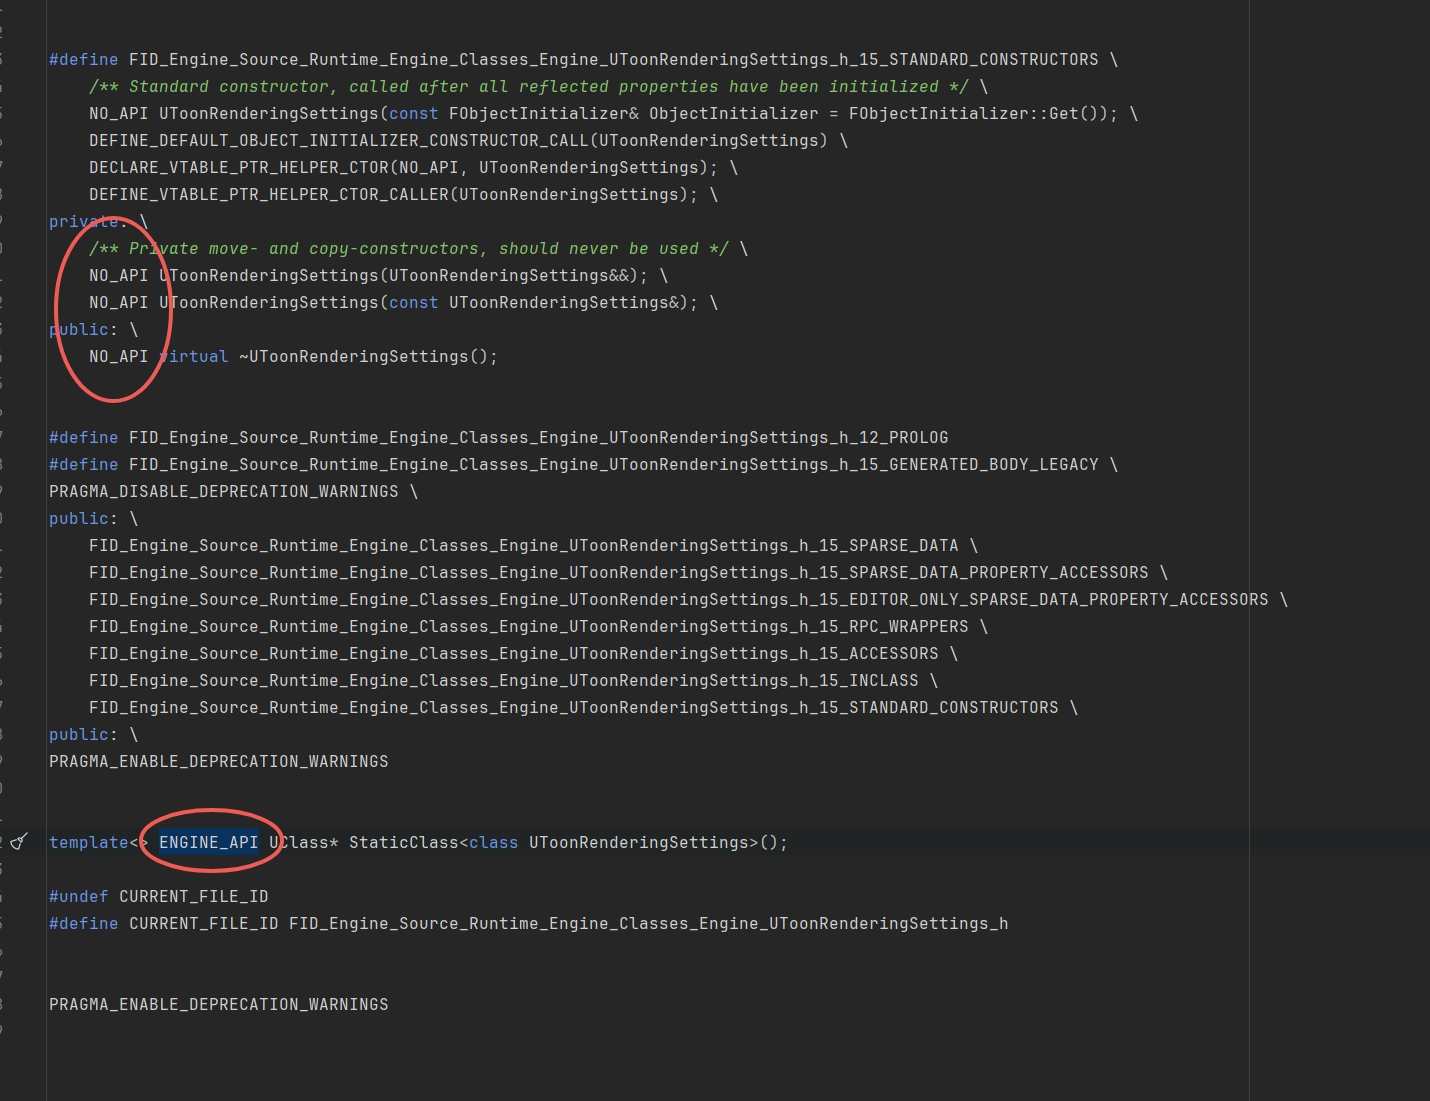 #define FID_Engine_Source_Runtime_Engine_Classes_Engine_UToonRenderingSettings_h_15_STANDARD_CONSTRUCTORS \
/** Standard constructor, called after all reflected properties have been initialized */ \
NO_API UToonRenderingSettings(const FObjectInitializer& ObjectInitializer = FObjectInitializer::Get()); \
DEFINE_DEFAULT_OBJECT_INITIALIZER_CONSTRUCTOR_CALL(UToonRenderingSettings) \
DECLARE_VTABLE_PTR_HELPER_CTOR(NO_API, UToonRenderingSettings); \
DEFINE_VTABLE_PTR_HELPER_CTOR_CALLER(UToonRenderingSettings); \
private: \
/** Private move- and copy-constructors, should never be used */ \
NO_API UToonRenderingSettings(UToonRenderingSettings&&); \
NO_API UToonRenderingSettings(const UToonRenderingSettings&); \
public: \
NO_API virtual ~UToonRenderingSettings();
#define FID_Engine_Source_Runtime_Engine_Classes_Engine_UToonRenderingSettings_h_12_PROLOG
#define FID_Engine_Source_Runtime_Engine_Classes_Engine_UToonRenderingSettings_h_15_GENERATED_BODY_LEGACY \
PRAGMA_DISABLE_DEPRECATION_WARNINGS \
public: \
FID_Engine_Source_Runtime_Engine_Classes_Engine_UToonRenderingSettings_h_15_SPARSE_DATA \
FID_Engine_Source_Runtime_Engine_Classes_Engine_UToonRenderingSettings_h_15_SPARSE_DATA_PROPERTY_ACCESSORS \
FID_Engine_Source_Runtime_Engine_Classes_Engine_UToonRenderingSettings_h_15_EDITOR_ONLY_SPARSE_DATA_PROPERTY_ACCESSORS \
FID_Engine_Source_Runtime_Engine_Classes_Engine_UToonRenderingSettings_h_15_RPC_WRAPPERS \
FID_Engine_Source_Runtime_Engine_Classes_Engine_UToonRenderingSettings_h_15_ACCESSORS \
FID_Engine_Source_Runtime_Engine_Classes_Engine_UToonRenderingSettings_h_15_INCLASS \
FID_Engine_Source_Runtime_Engine_Classes_Engine_UToonRenderingSettings_h_15_STANDARD_CONSTRUCTORS \
public: \
PRAGMA_ENABLE_DEPRECATION_WARNINGS
template<> ENGINE_API UClass* StaticClass<class UToonRenderingSettings>();
#undef CURRENT_FILE_ID
#define CURRENT_FILE_ID FID_Engine_Source_Runtime_Engine_Classes_Engine_UToonRenderingSettings_h
PRAGMA_ENABLE_DEPRECATION_WARNINGS